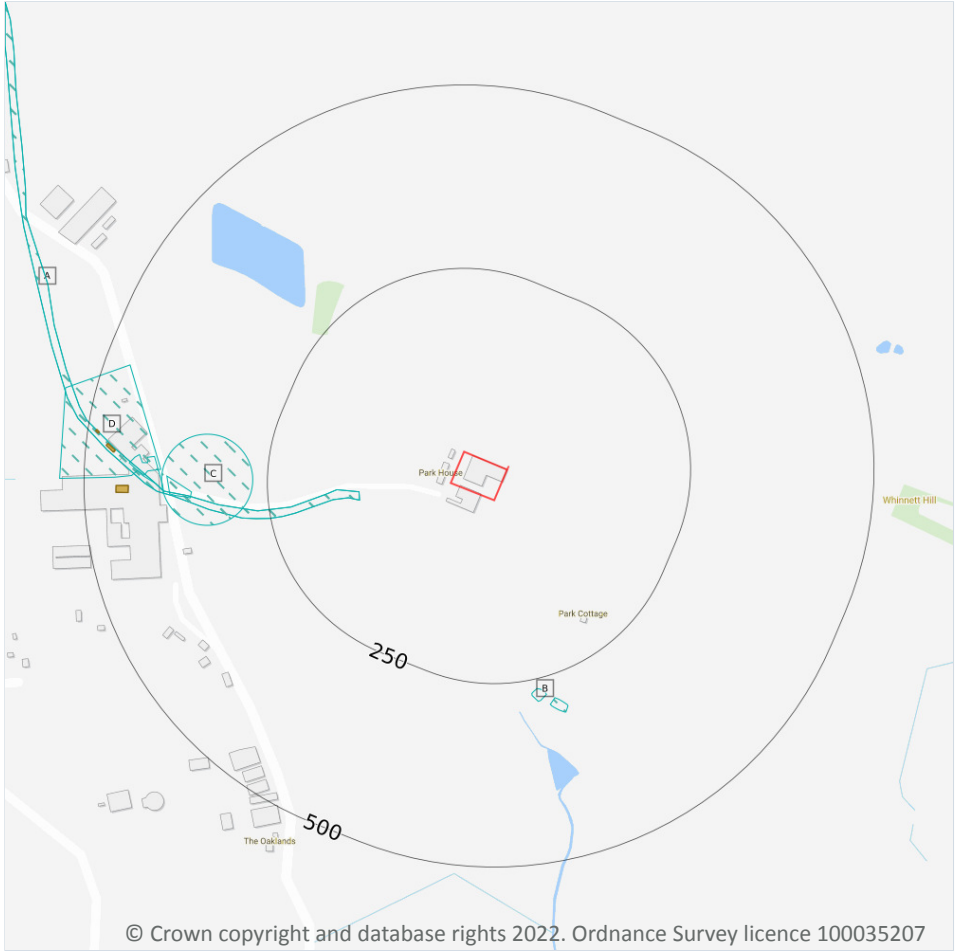 A
D
C
Park House
Whinnett Hill
Park Cottage
250
B
500
The Oaklands
© Crown copyright and database rights 2022. Ordnance Survey licence 100035207